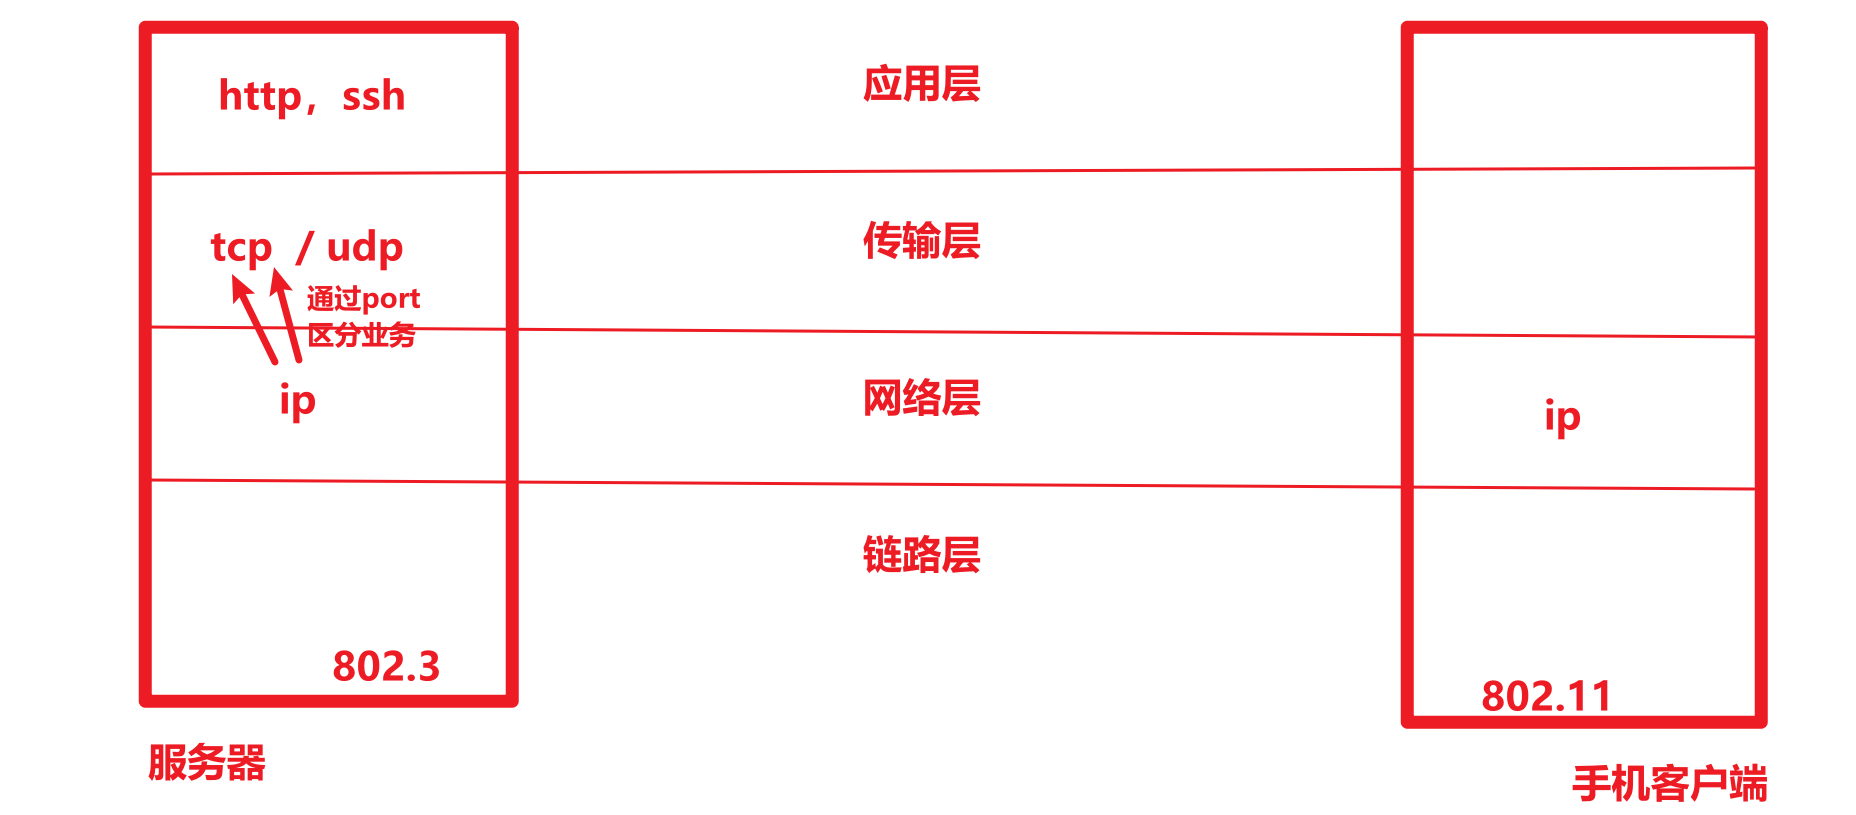 http，ssh
应用层
tcp / udp
传输层
通过port
区分业务
ip
网络层
ip
链路层
802.3
802.11
服务器
手机客户端